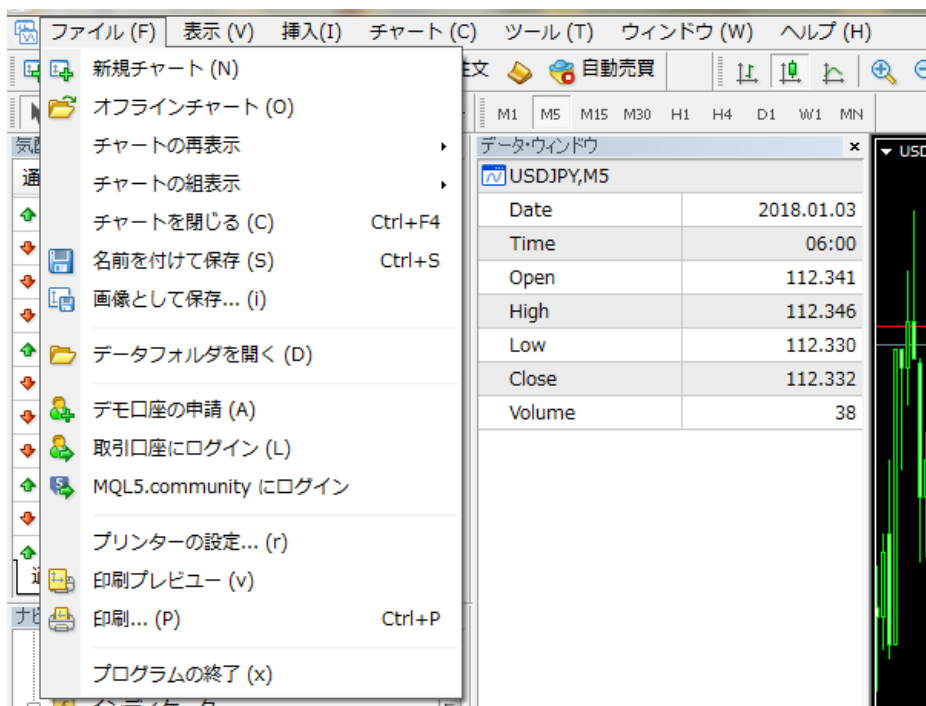 ファイル (F) 表示 (V) 挿入(I) チャート (C) ツール (T) ウィンドウ (W) ヘルプ (H)
自動売買
M1 M5 M15 M30 H1 H4 D1 W1 MN
新規チャート (N)
オフラインチャート (O)
チャートの再表示
チャートの組表示
チャートを閉じる (C) Ctrl+F4
名前を付けて保存 (S) Ctrl+S
画像として保存... (i)
データフォルダを開く (D)
デモ口座の申請 (A)
取引口座にログイン (L)
MQL5.community にログイン
プリンターの設定... (r)
印刷プレビュー (v)
印刷... (P) Ctrl+P
プログラムの終了 (x)
データ・ウィンドウ
USDJPY,M5
Date 2018.01.03
Time 06:00
Open 112.341
High 112.346
Low 112.330
Close 112.332
Volume 38